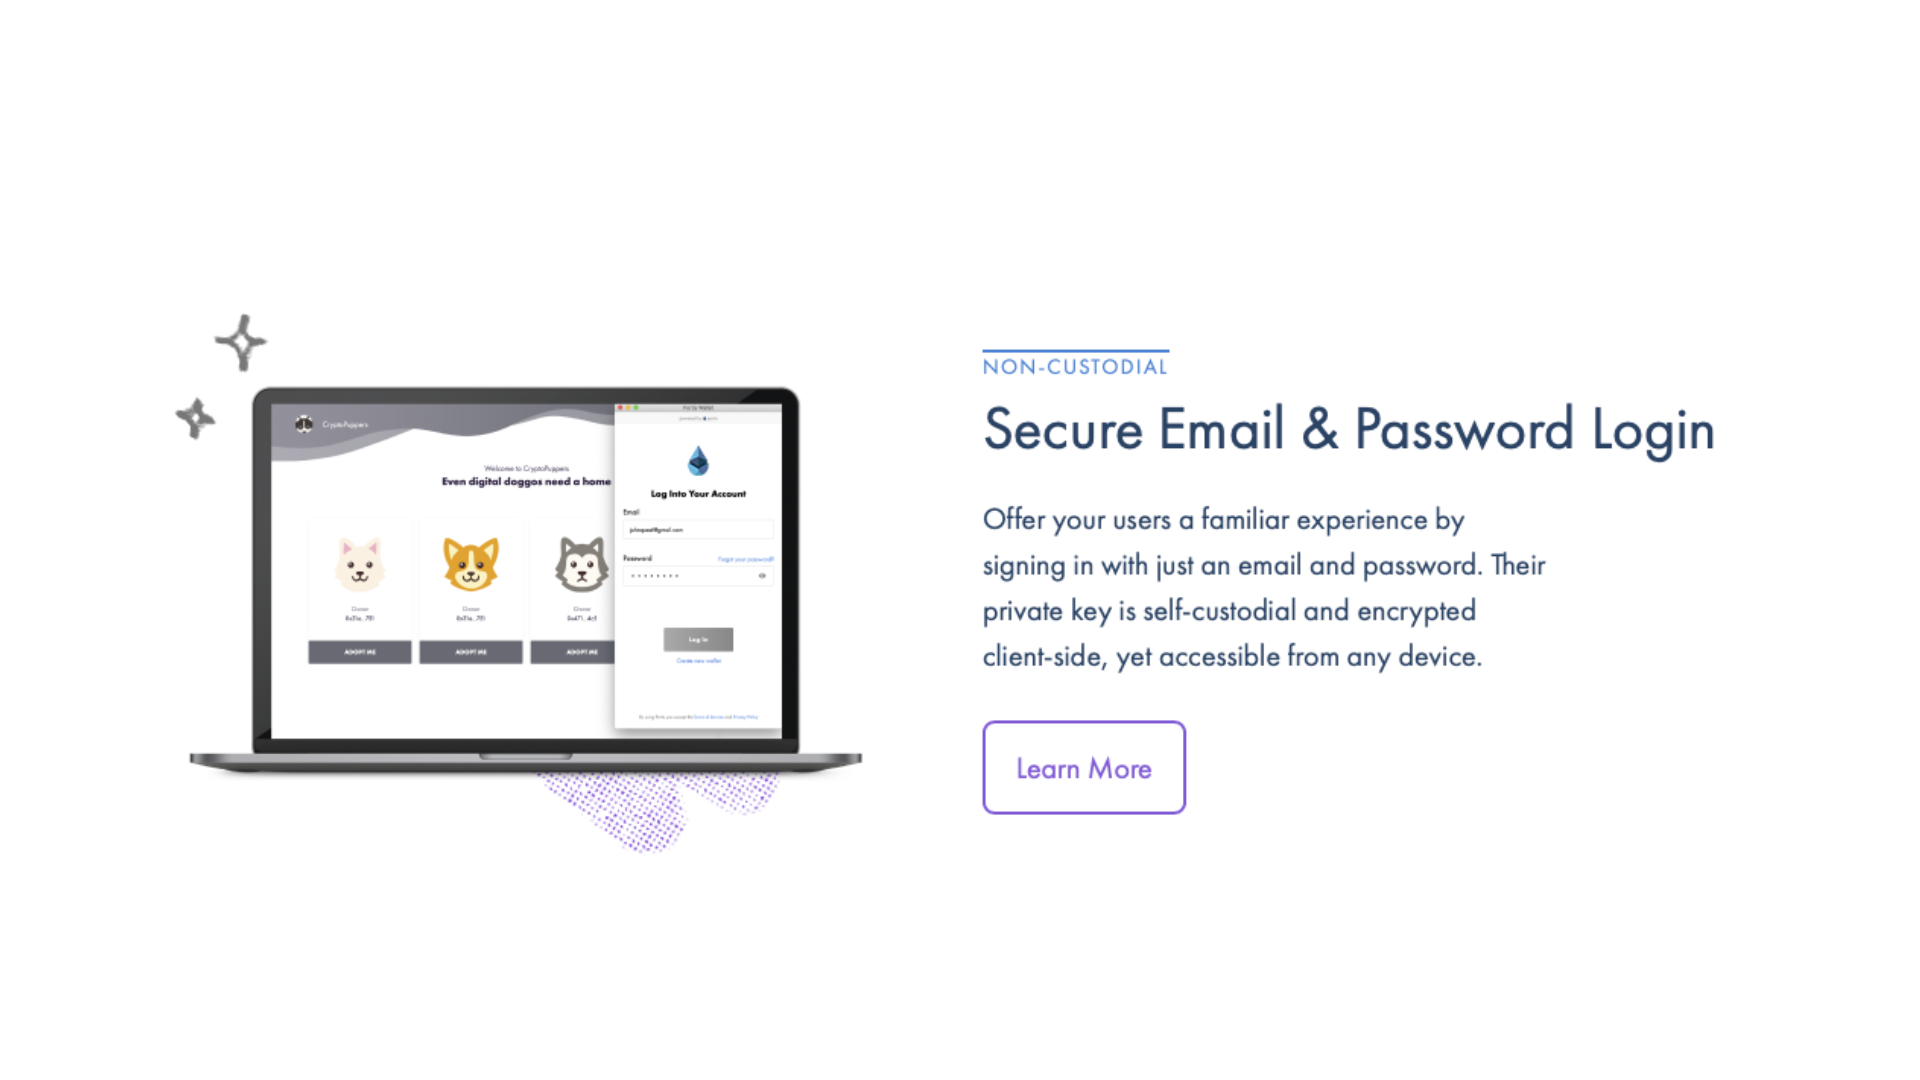 CryptoPuppers
Welcome to CryptoPuppers
Even digital doggos need a home
Owner
Owner
Owner
ADOPT ME
ADOPT ME
ADOPT ME
Log Into Your Account
Email
Password
Forgot your password?
Log In
Create new wallet
NON-CUSTODIAL
Secure Email & Password Login
Offer your users a familiar experience by
signing in with just an email and password. Their
private key is self-custodial and encrypted
client-side, yet accessible from any device.
Learn More